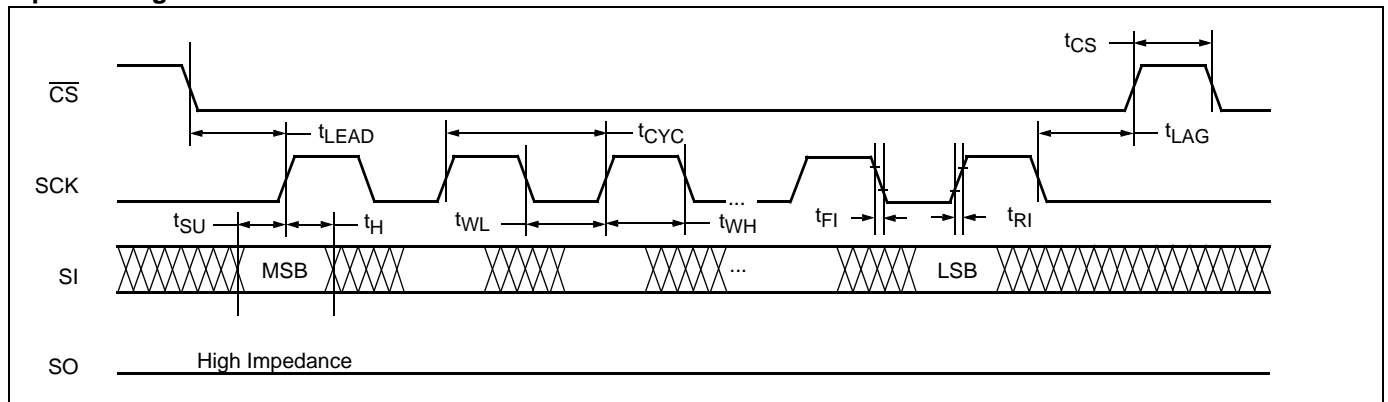 tCS
CS
tLEAD
tCYC
tLAG
SCK
...
tSU
tH
tWL
tWH
tFI
tRI
SI
MSB
...
LSB
SO
High Impedance